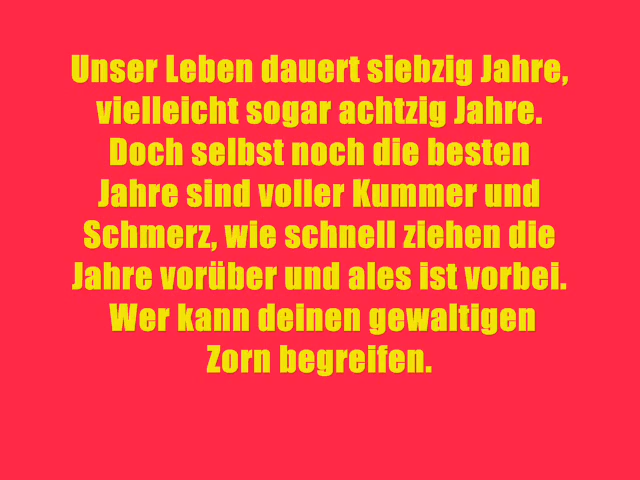 Unser Leben dauert siebzig Jahre,
vielleicht sogar achtzig Jahre.
Doch selbst noch die besten
Jahre sind voller Kummer und
Schmerz, wie schnell ziehen die
Jahre vorüber und ales ist vorbei.
Wer kann deinen gewaltigen
Zorn begreifen.